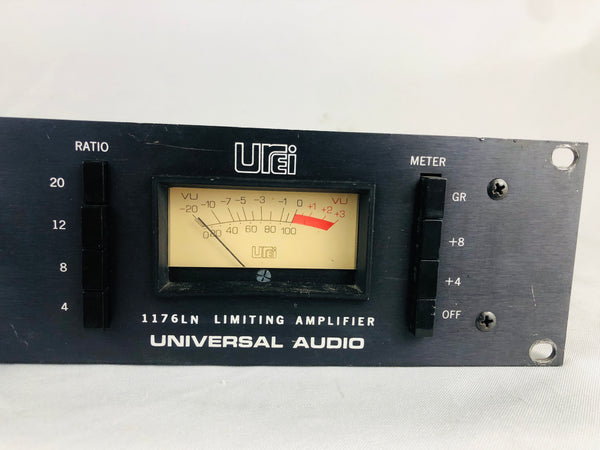 RATIO
20
12
8
4
UREi
VU VU
-20 -10 -7 -5 -3 -1 0 +1 +2 +3
0 20 40 60 80 100
UREi
1176LN LIMITING AMPLIFIER
UNIVERSAL AUDIO
METER
GR
+8
+4
OFF